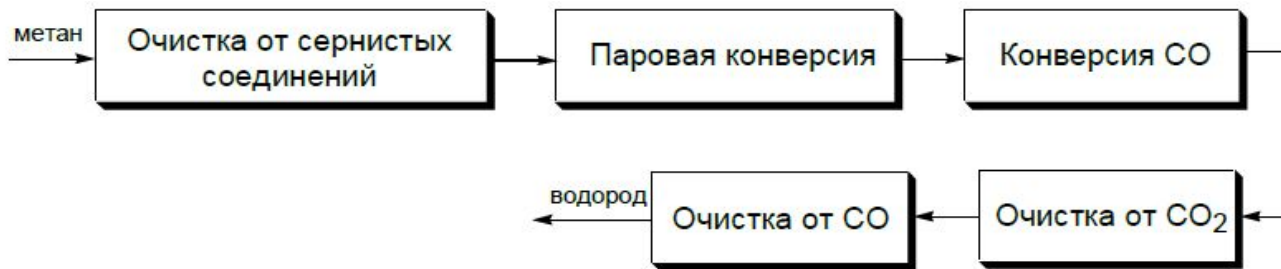 метан
Очистка от сернистых
соединений
Паровая конверсия
Конверсия СО
водород
Очистка от СО
Очистка от СО2